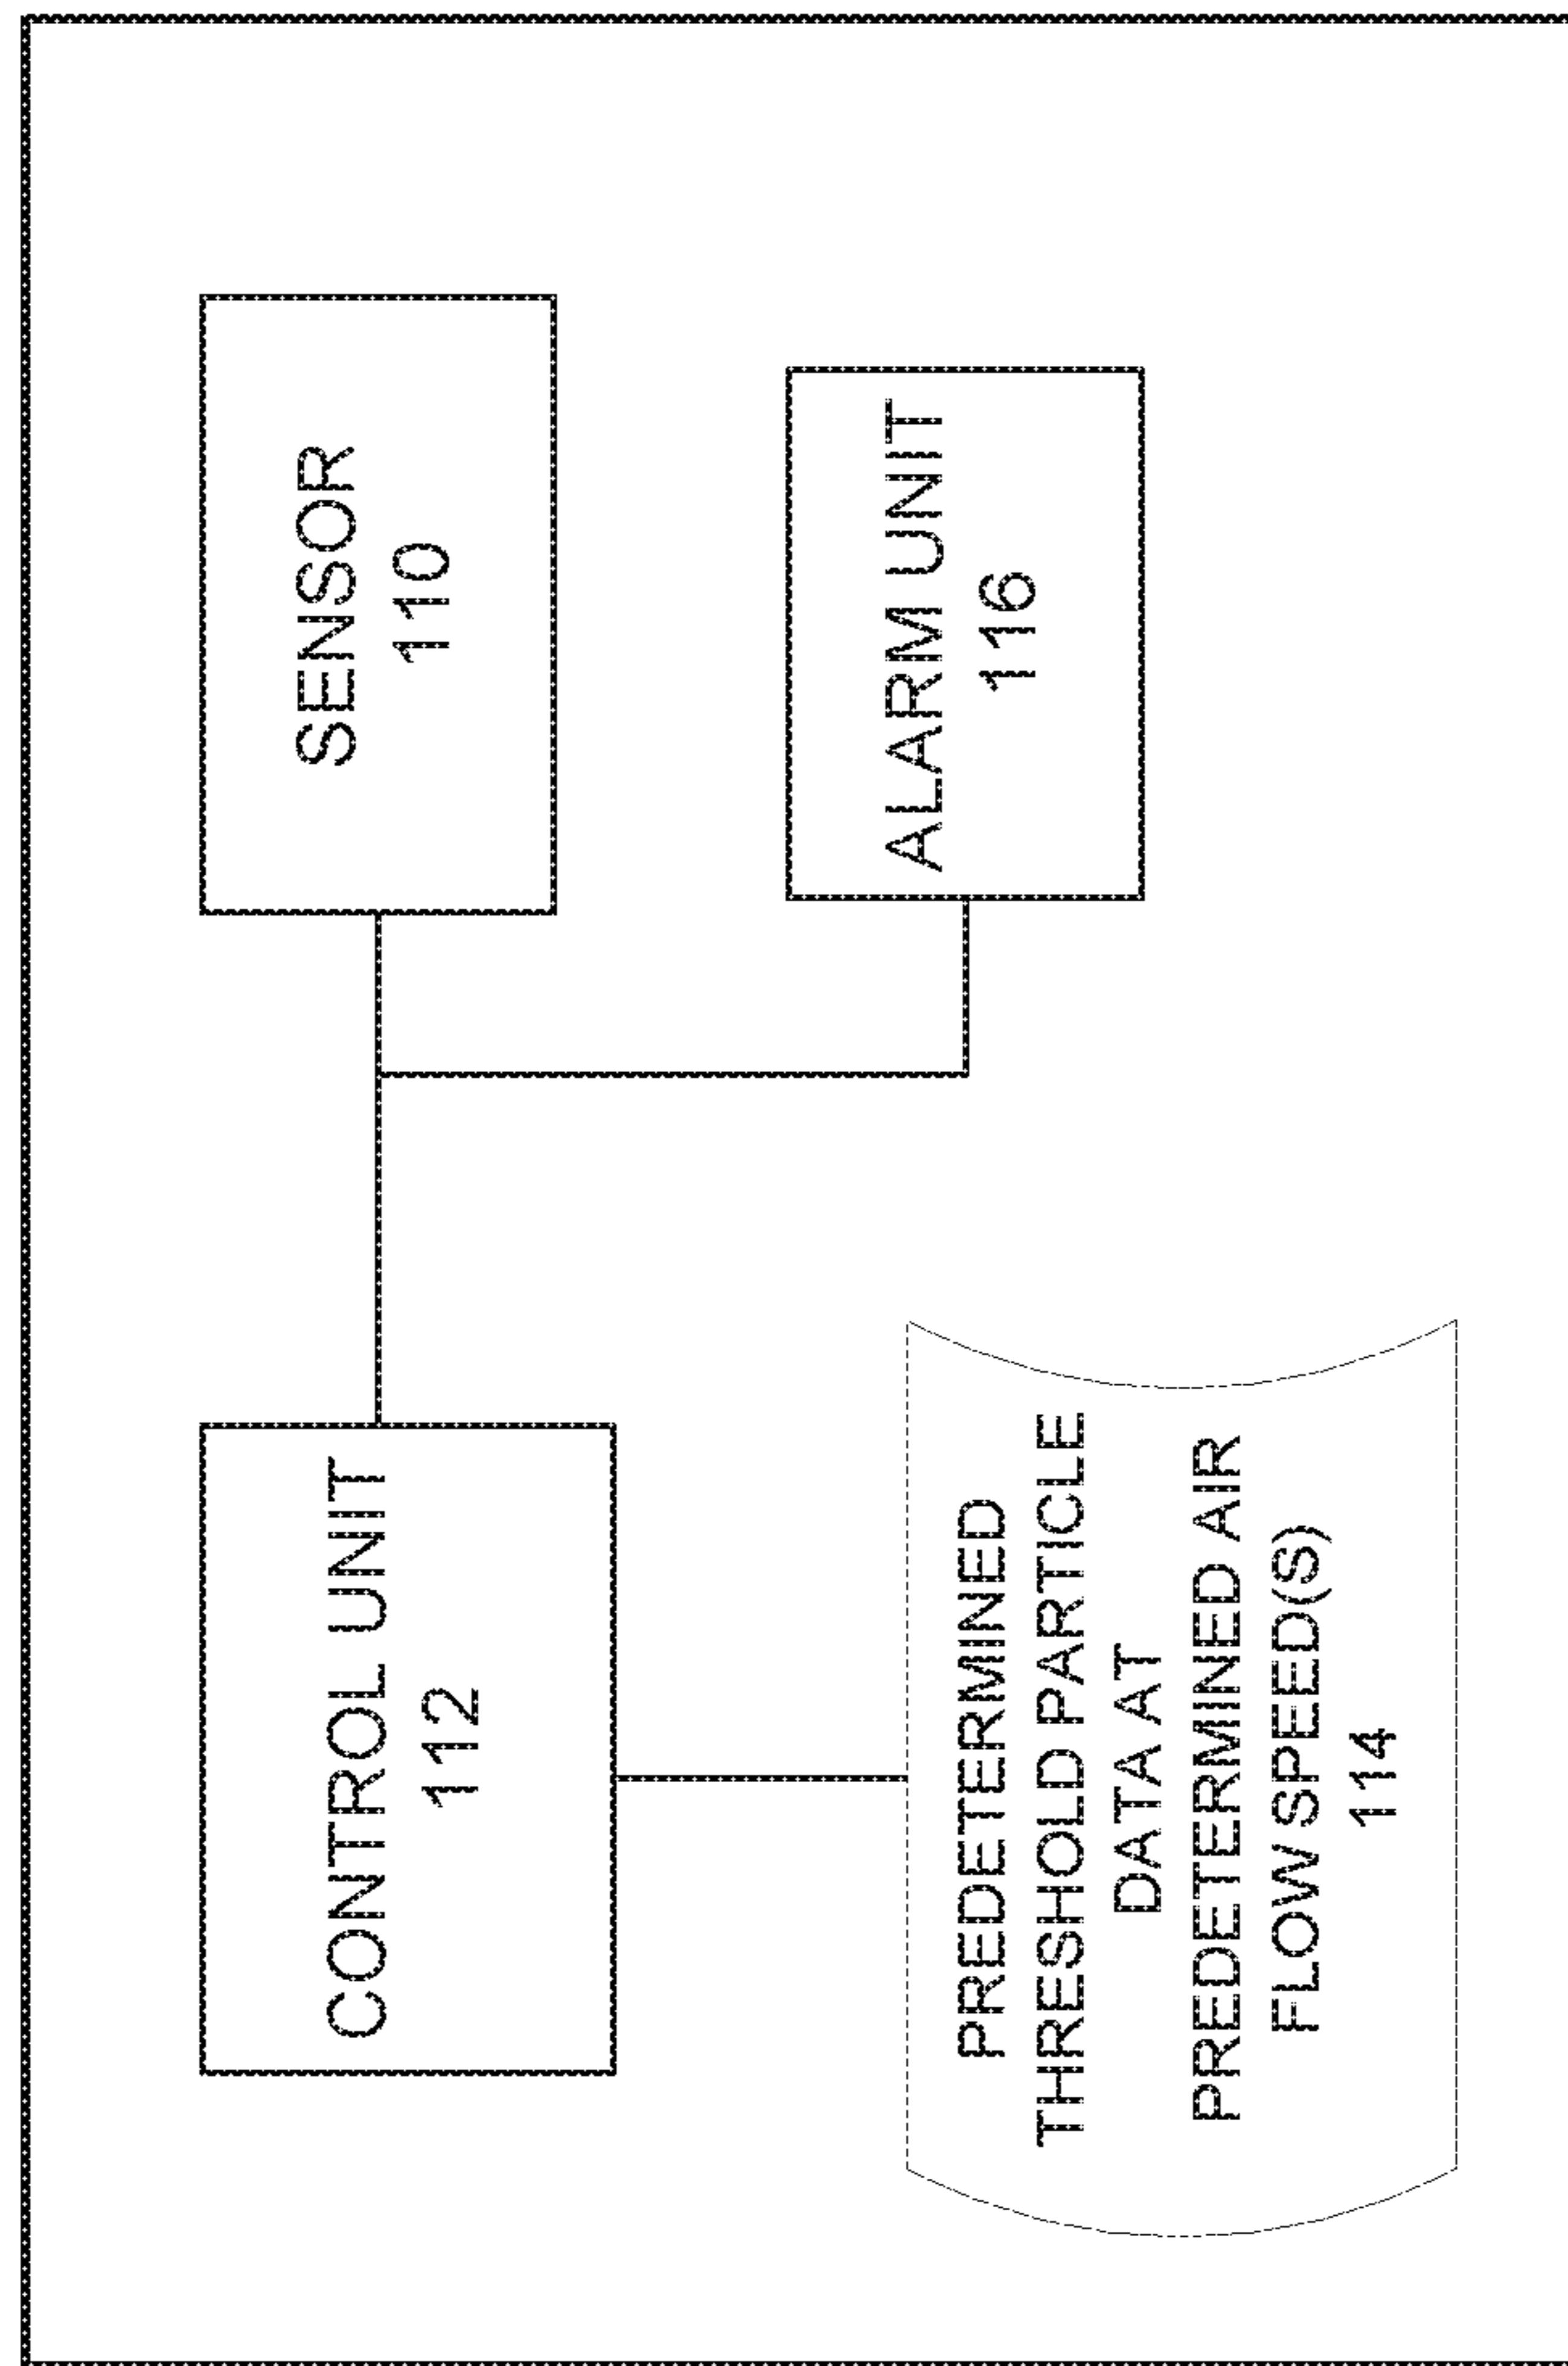 CONTROL UNIT
112
SENSOR
110
PREDETERMINED
THRESHOLD PARTICLE
DATA AT
PREDETERMINED AIR
FLOW SPEED(S)
114
ALARM UNIT
116